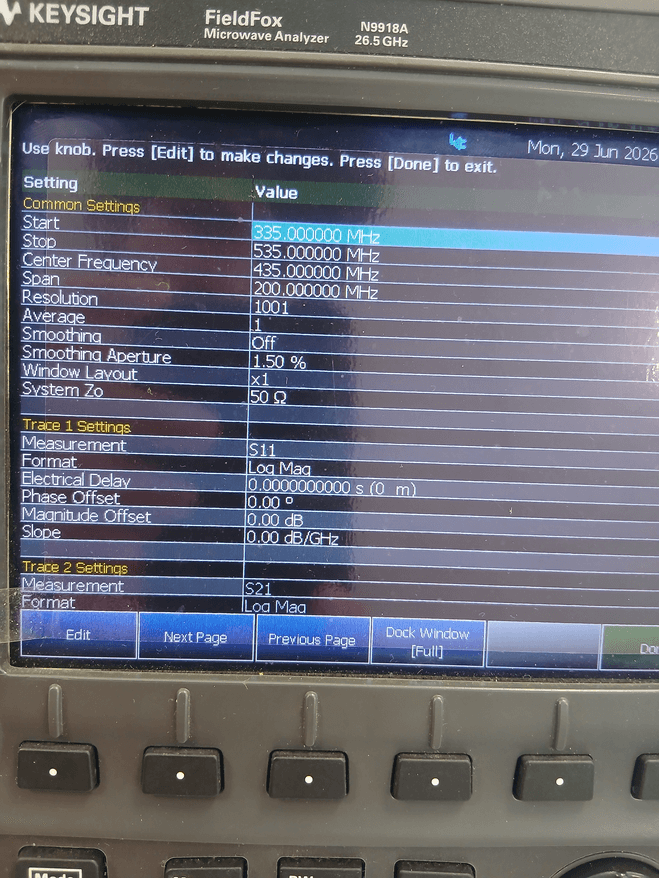 KEYSIGHT
FieldFox
Microwave Analyzer
N9918A
26.5 GHz
Mon, 29 Jun 2026
Use knob. Press [Edit] to make changes. Press [Done] to exit.
Setting Value
Common Settings
Start 335.000000 MHz
Stop 535.000000 MHz
Center Frequency 435.000000 MHz
Span 200.000000 MHz
Resolution 1001
Average 1
Smoothing Off
Smoothing Aperture 1.50 %
Window Layout x1
System Zo 50 Ω
Trace 1 Settings
Measurement S11
Format Log Mag
Electrical Delay 0.0000000000 s (0 m)
Phase Offset 0.00 º
Magnitude Offset 0.00 dB
Slope 0.00 dB/GHz
Trace 2 Settings
Measurement S21
Format Log Mag
Edit
Next Page
Previous Page
Dock Window
[Full]
Mode